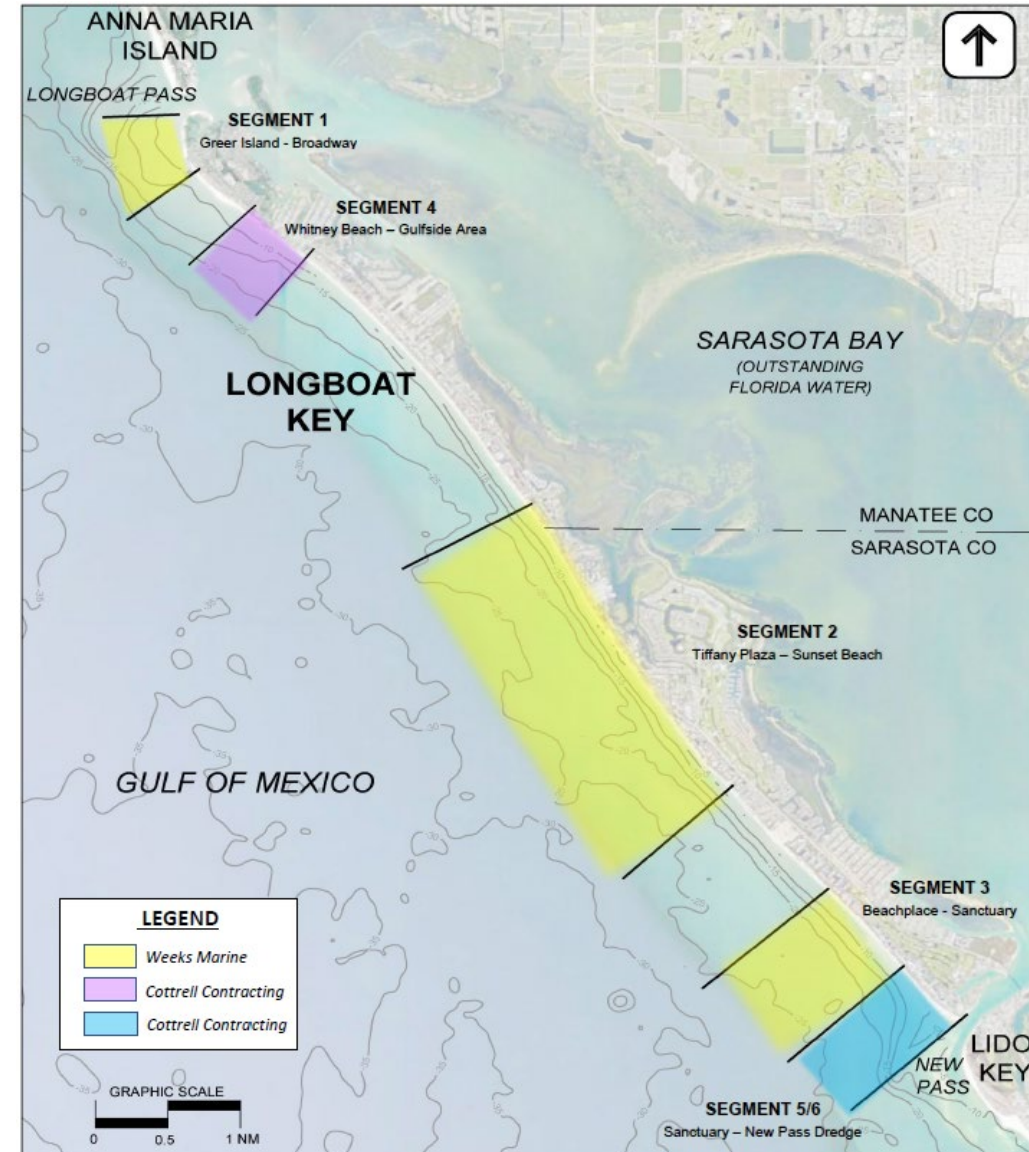 ANNA MARIA
ISLAND
LONGBOAT PASS
SEGMENT 1
Greer Island - Broadway
SEGMENT 4
Whitney Beach – Gulfside Area
SARASOTA BAY
(OUTSTANDING
FLORIDA WATER)
LONGBOAT
KEY
MANATEE CO
SARASOTA CO
SEGMENT 2
Tiffany Plaza – Sunset Beach
GULF OF MEXICO
SEGMENT 3
Beachplace - Sanctuary
LEGEND
Weeks Marine
Cottrell Contracting
Cottrell Contracting
LIDO
KEY
NEW
PASS
GRAPHIC SCALE
0 0.5 1 NM
SEGMENT 5/6
Sanctuary – New Pass Dredge